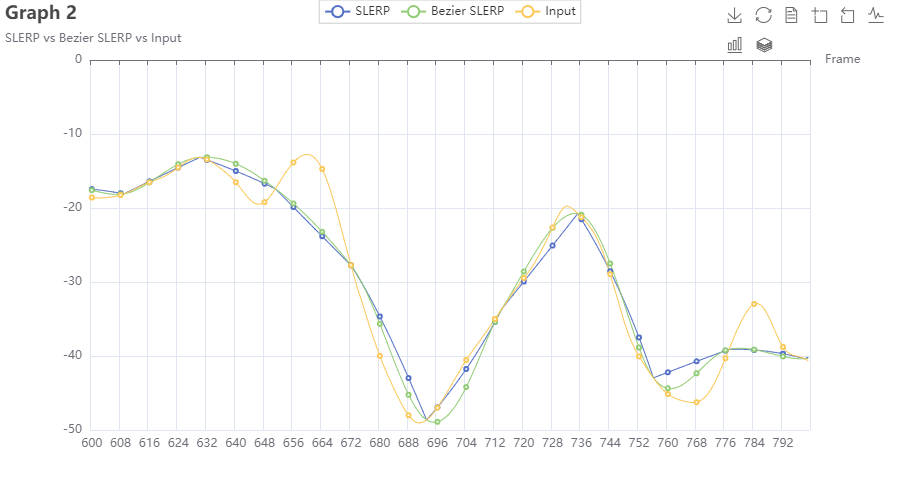 Graph 2
SLERP vs Bezier SLERP vs Input
SLERP Bezier SLERP Input
Frame
0
-10
-20
-30
-40
-50
600 608 616 624 632 640 648 656 664 672 680 688 696 704 712 720 728 736 744 752 760 768 776 784 792